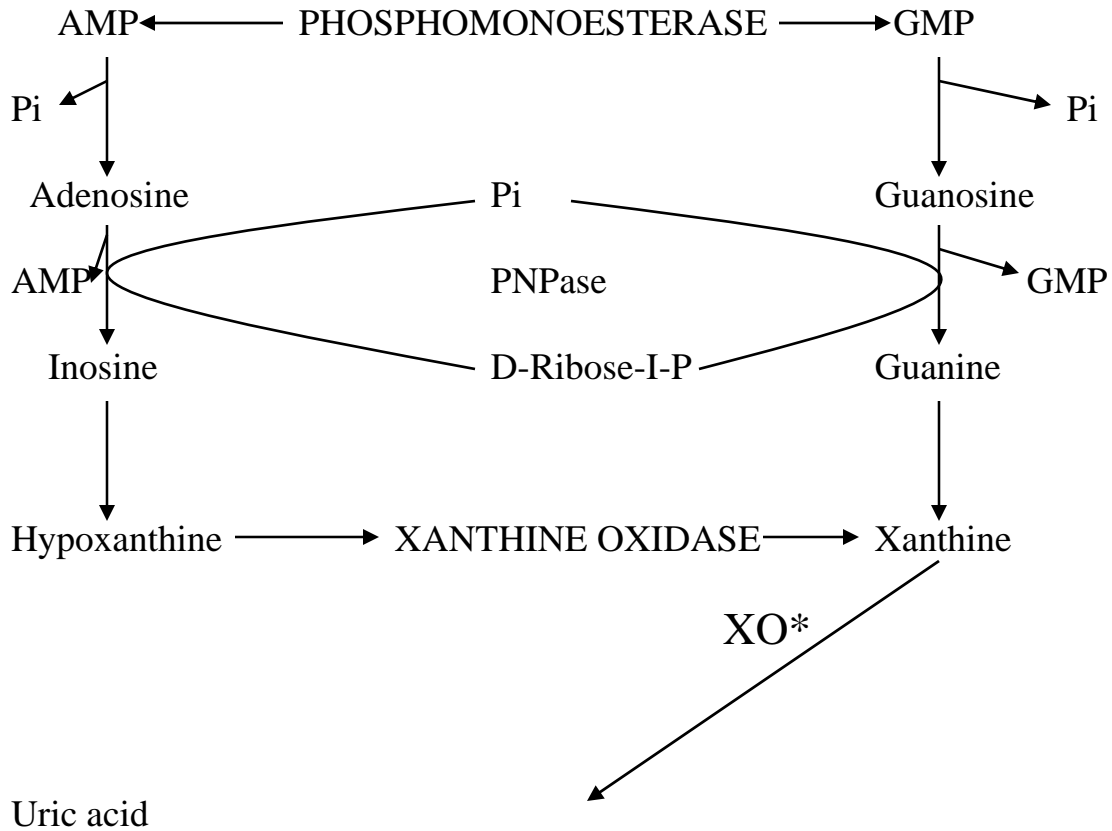 AMP PHOSPHOMONOESTERASE GMP
Pi Pi
Adenosine Pi Guanosine
AMP PNPase GMP
Inosine D-Ribose-I-P Guanine
Hypoxanthine XANTHINE OXIDASE Xanthine
XO*
Uric acid